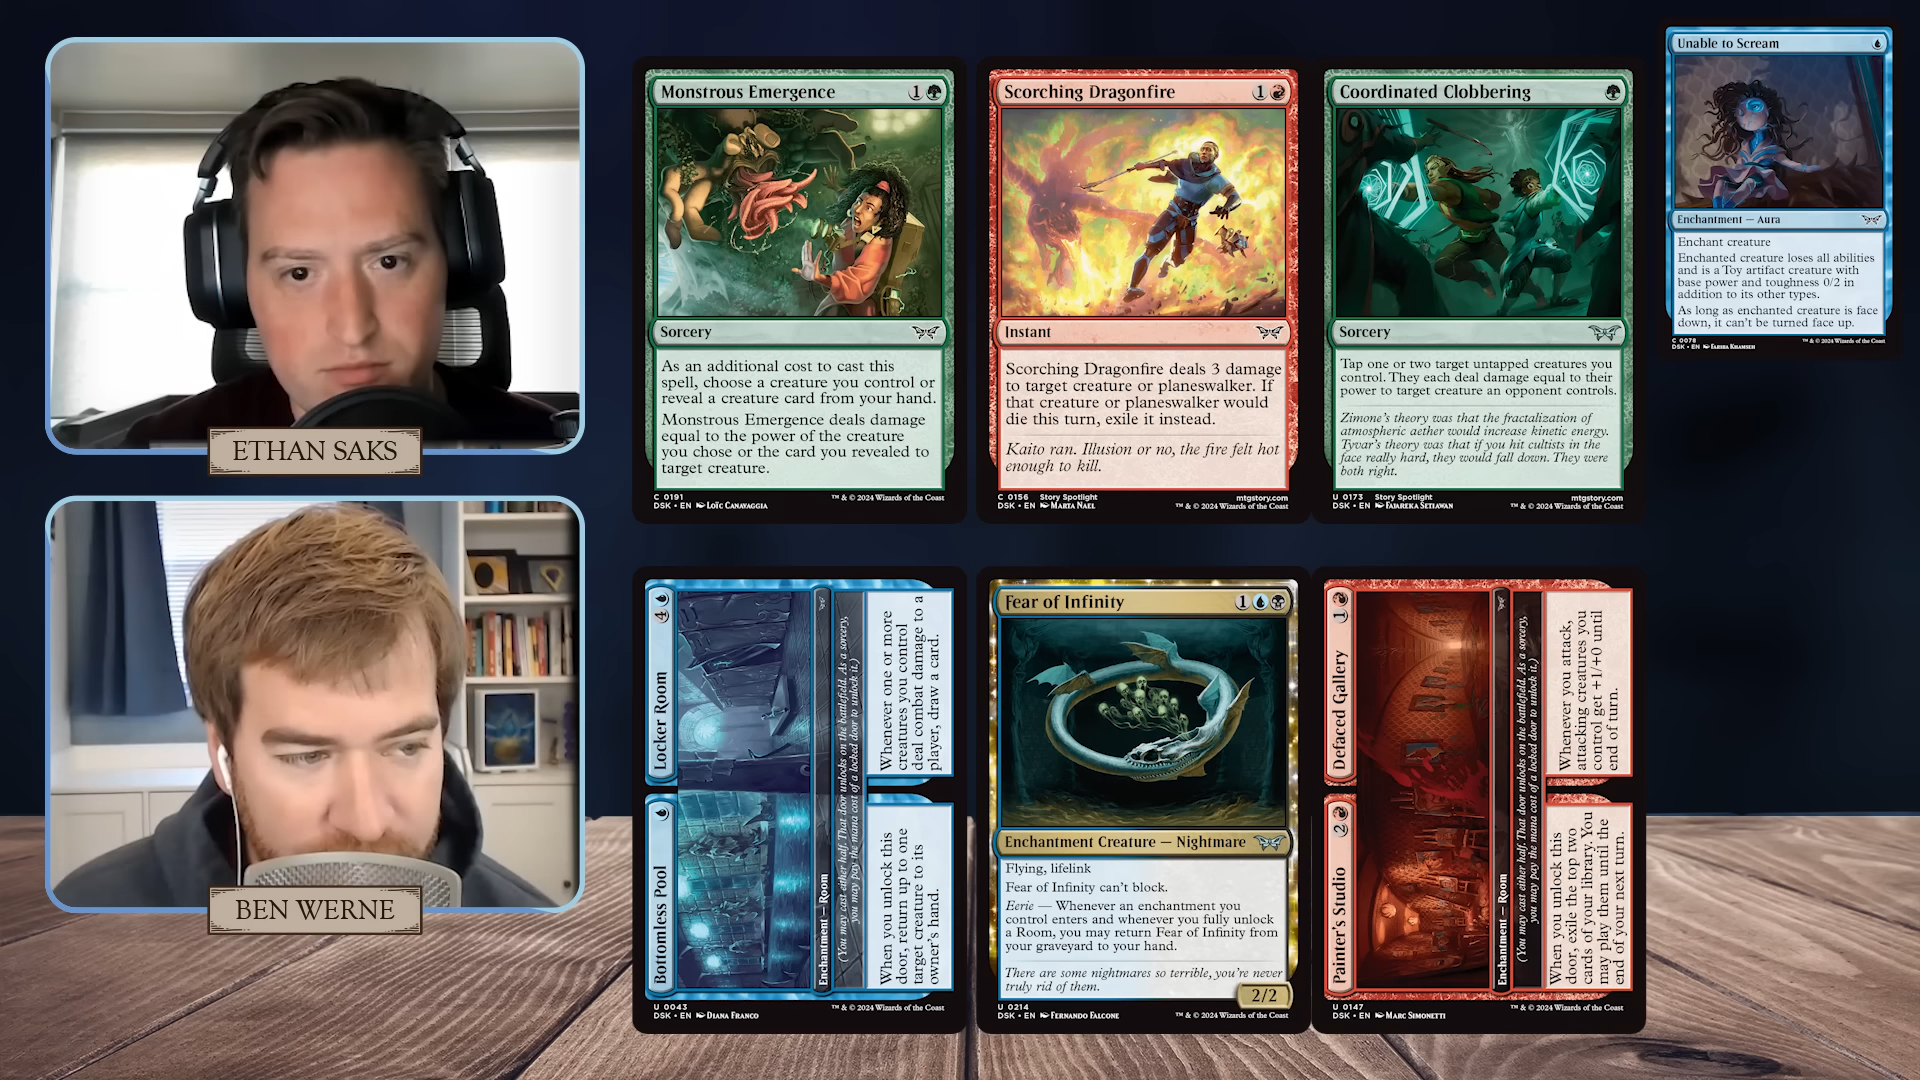 ETHAN SAKS
BEN WERNE
Monstrous Emergence 1
Sorcery
As an additional cost to cast this
spell, choose a creature you control or
reveal a creature card from your hand.
Monstrous Emergence deals damage
equal to the power of the creature
you chose or the card you revealed to
target creature.
C 0191
DSK • EN LOÏC CANAVAGGIA
™ & © 2024 Wizards of the Coast
Scorching Dragonfire 1
Instant
Scorching Dragonfire deals 3 damage
to target creature or planeswalker. If
that creature or planeswalker would
die this turn, exile it instead.
Kaito ran. Illusion or no, the fire felt hot
enough to kill.
C 0156 Story Spotlight mtgstory.com
DSK • EN MARTA NAEL ™ & © 2024 Wizards of the Coast
Coordinated Clobbering
Sorcery
Tap one or two target untapped creatures you
control. They each deal damage equal to their
power to target creature an opponent controls.
Zimone's theory was that the fractalization of
atmospheric aether would increase kinetic energy.
Tyvar's theory was that if you hit cultists in the
face really hard, they would fall down. They were
both right.
U 0173 Story Spotlight mtgstory.com
DSK • EN FAJAREKA SETIAWAN ™ & © 2024 Wizards of the Coast
Unable to Scream
Enchantment — Aura
Enchant creature
Enchanted creature loses all abilities
and is a Toy artifact creature with
base power and toughness 0/2 in
addition to its other types.
As long as enchanted creature is face
down, it can't be turned face up.
C 0078 ™ & © 2024 Wizards of the Coast
DSK • EN FARIBA KHAMSEH
Bottomless Pool
When you unlock this
door, return up to one
target creature to its
owner's hand.
Locker Room 4
Whenever one or more
creatures you control
deal combat damage to a
player, draw a card.
Enchantment — Room
(You may cast either half. That door unlocks on the battlefield. As a sorcery,
you may pay the mana cost of a locked door to unlock it.)
U 0043
DSK • EN DIANA FRANCO
™ & © 2024 Wizards of the Coast
Fear of Infinity 1
Enchantment Creature — Nightmare
Flying, lifelink
Fear of Infinity can't block.
Eerie — Whenever an enchantment you
control enters and whenever you fully unlock
a Room, you may return Fear of Infinity from
your graveyard to your hand.
There are some nightmares so terrible, you're never
truly rid of them.
2/2
U 0214
DSK • EN FERNANDO FALCONE ™ & © 2024 Wizards of the Coast
Painter's Studio 2
When you unlock this
door, exile the top two
cards of your library. You
may play them until the
end of your next turn.
Defaced Gallery 1
Whenever you attack,
attacking creatures you
control get +1/+0 until
end of turn.
Enchantment — Room
(You may cast either half. That door unlocks on the battlefield. As a sorcery,
you may pay the mana cost of a locked door to unlock it.)
U 0147
DSK • EN MARC SIMONETTI
™ & © 2024 Wizards of the Coast